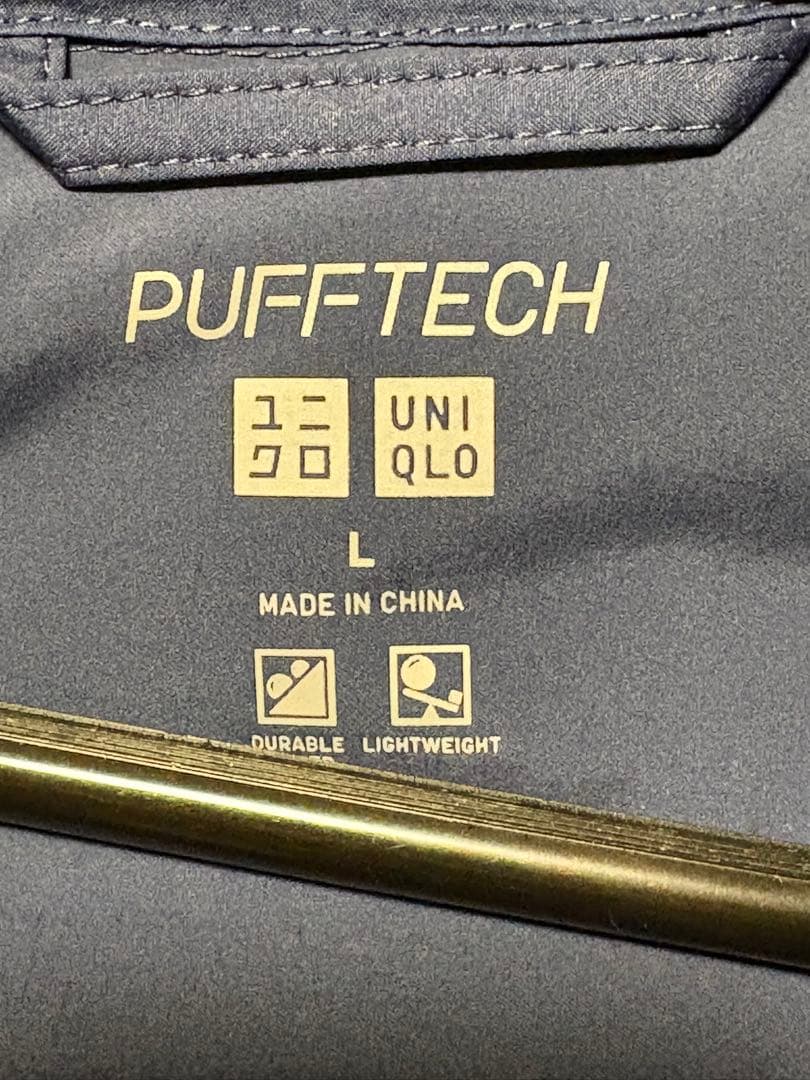 PUFFTECH
ユニ
クロ
UNI
QLO
L
MADE IN CHINA
DURABLE LIGHTWEIGHT